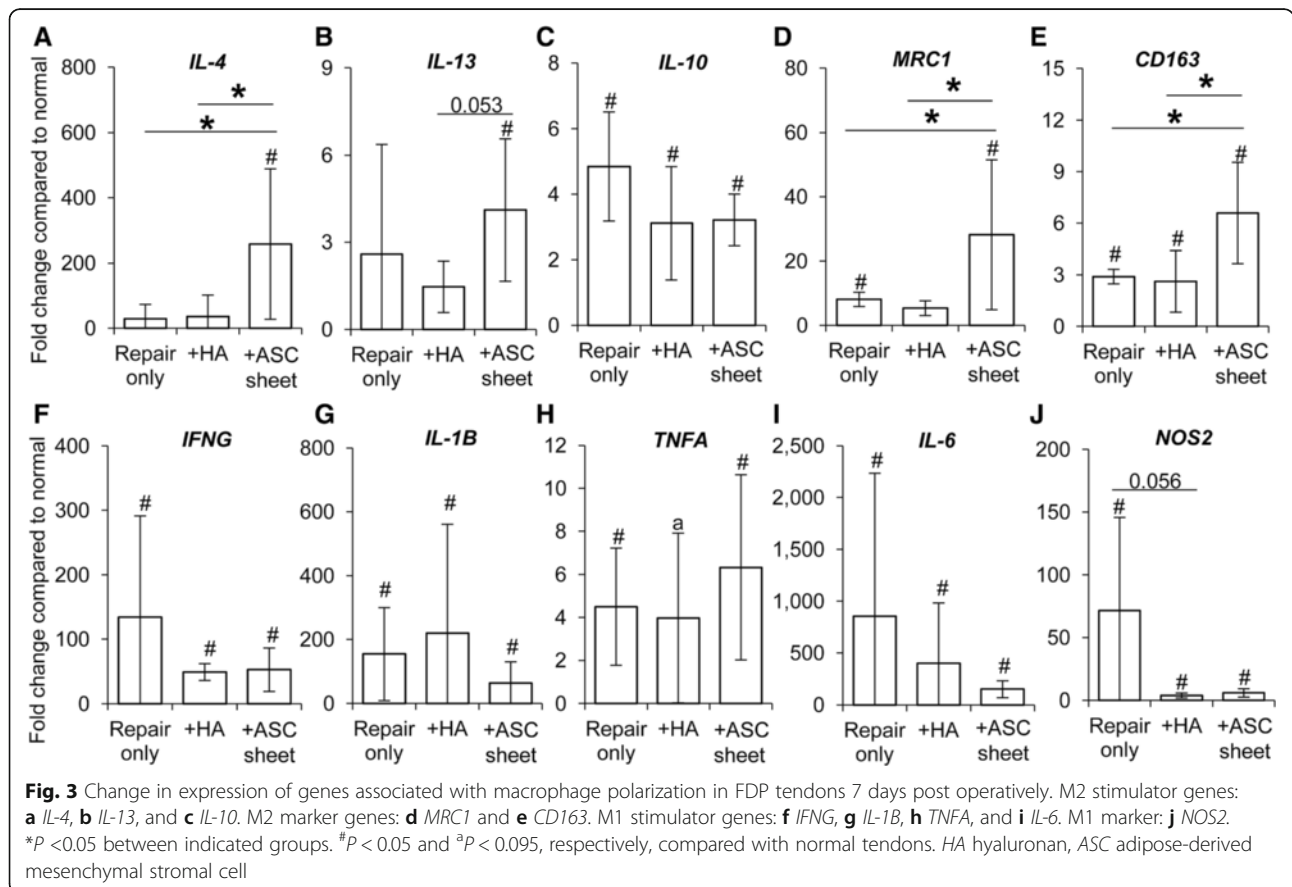 A
IL-4
Fold change compared to normal
800
600
400
200
0
*
*
#
Repair only
+HA
+ASC sheet
B
IL-13
9
6
3
0
0.053
#
Repair only
+HA
+ASC sheet
C
IL-10
8
6
4
2
0
#
#
#
Repair only
+HA
+ASC sheet
D
MRC1
80
60
40
20
0
*
*
#
#
Repair only
+HA
+ASC sheet
E
CD163
15
12
9
6
3
0
*
*
#
#
#
Repair only
+HA
+ASC sheet
F
IFNG
Fold change compared to normal
400
300
200
100
0
#
#
#
Repair only
+HA
+ASC sheet
G
IL-1B
800
600
400
200
0
#
#
#
Repair only
+HA
+ASC sheet
H
TNFA
12
10
8
6
4
2
0
#
a
#
Repair only
+HA
+ASC sheet
I
IL-6
2,500
2,000
1,500
1,000
500
0
#
#
#
Repair only
+HA
+ASC sheet
J
NOS2
200
150
100
50
0
0.056
#
#
#
Repair only
+HA
+ASC sheet
Fig. 3 Change in expression of genes associated with macrophage polarization in FDP tendons 7 days post operatively. M2 stimulator genes:
a IL-4, b IL-13, and c IL-10. M2 marker genes: d MRC1 and e CD163. M1 stimulator genes: f IFNG, g IL-1B, h TNFA, and i IL-6. M1 marker: j NOS2.
*P <0.05 between indicated groups. #P < 0.05 and aP < 0.095, respectively, compared with normal tendons. HA hyaluronan, ASC adipose-derived
mesenchymal stromal cell